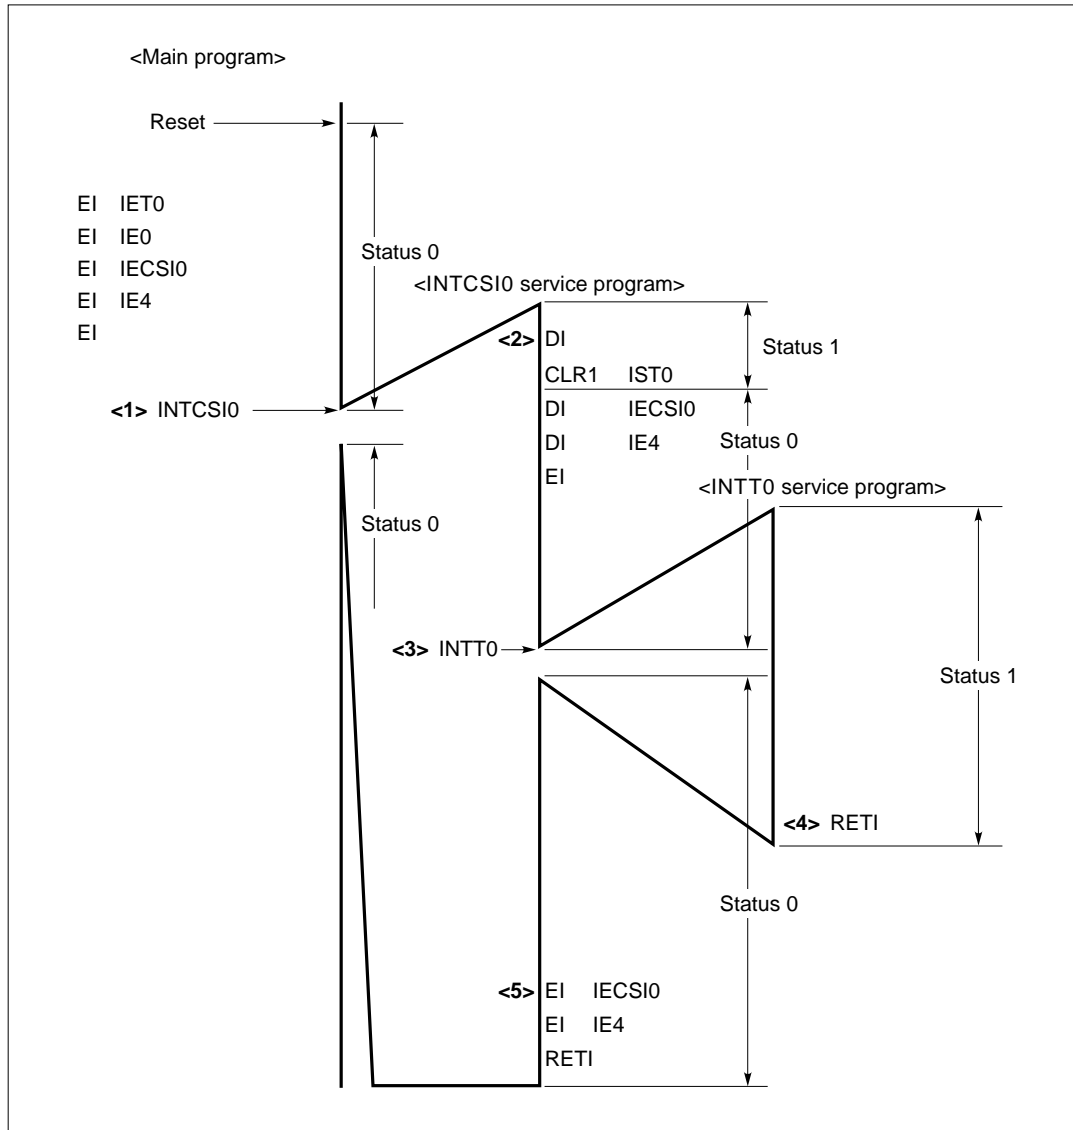 <Main program>
Reset
EI IET0
EI IE0
EI IECSI0
EI IE4
EI
Status 0
<INTCSI0 service program>
<1> INTCSI0
<2> DI
CLR1 IST0
DI IECSI0
DI IE4
EI
Status 1
Status 0
<INTT0 service program>
Status 0
<3> INTT0
Status 1
<4> RETI
Status 0
<5> EI IECSI0
EI IE4
RETI